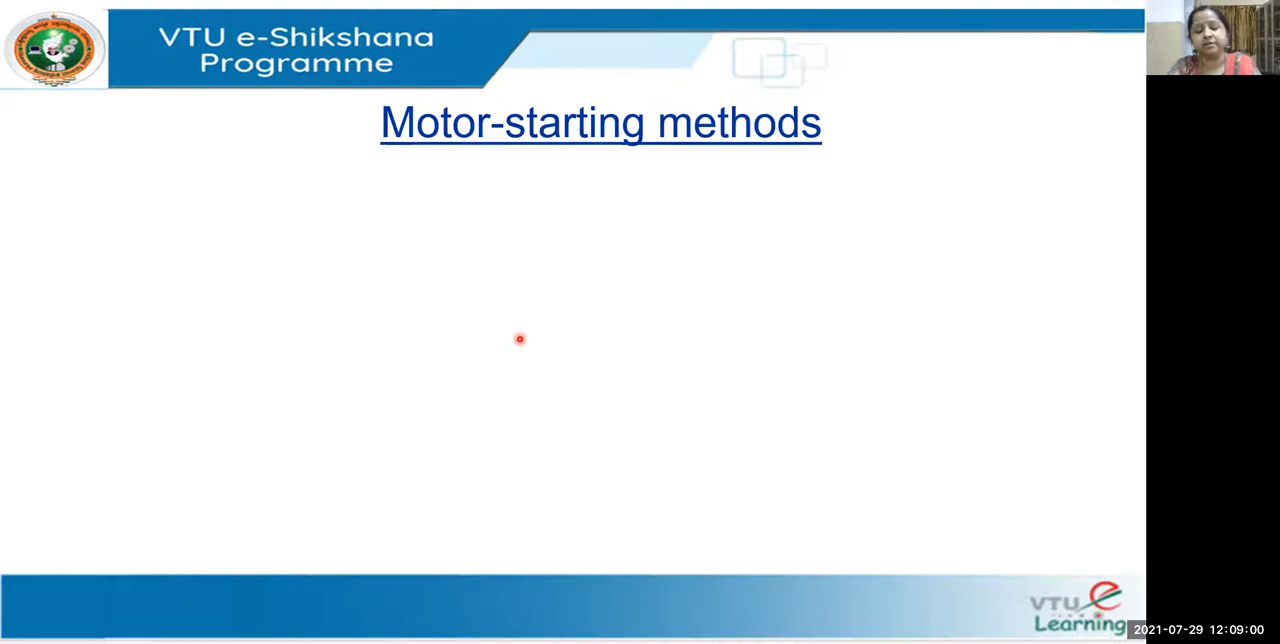 VTU e-Shikshana
Programme
Motor-starting methods
VTU e
Learning
2021-07-29 12:09:00